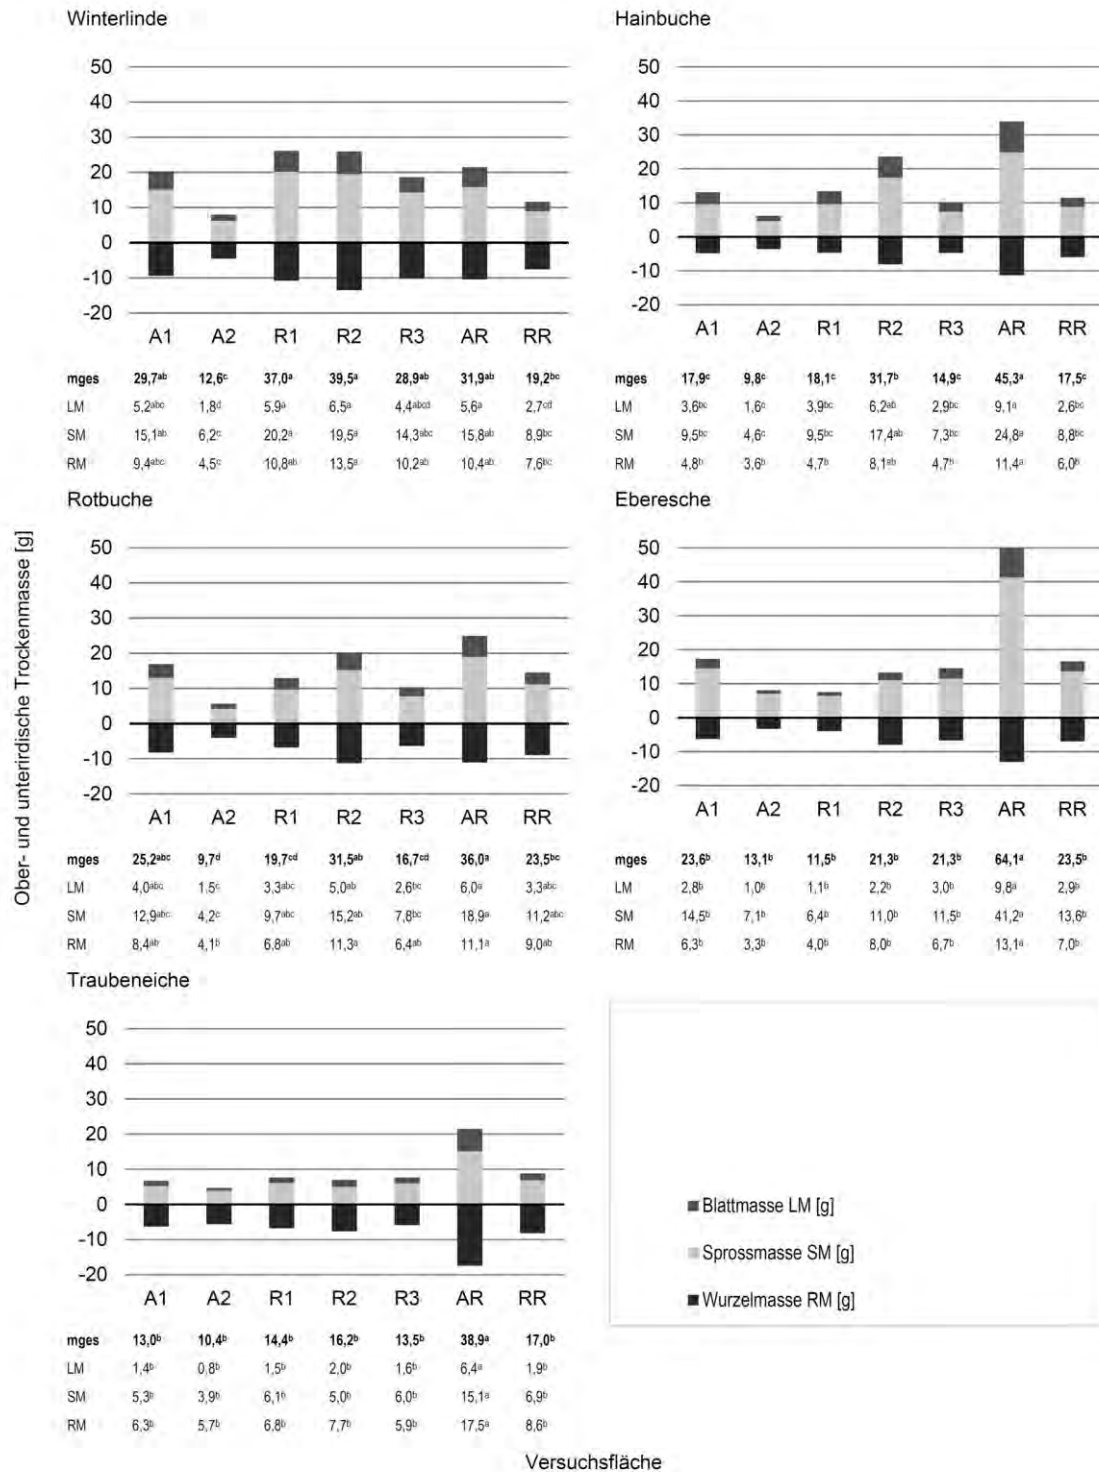 Winterlinde
50
40
30
20
10
0
-10
-20
A1 A2 R1 R2 R3 AR RR
mges 29,7ab 12,6c 37,0a 39,5a 28,9ab 31,9ab 19,2bc
LM 5,2abc 1,8d 5,9a 6,5a 4,4abcd 5,6a 2,7cd
SM 15,1ab 6,2c 20,2a 19,5a 14,3abc 15,8ab 8,9bc
RM 9,4abc 4,5c 10,8ab 13,5a 10,2ab 10,4ab 7,6bc
Hainbuche
50
40
30
20
10
0
-10
-20
A1 A2 R1 R2 R3 AR RR
mges 17,9c 9,8c 18,1c 31,7b 14,9c 45,3a 17,5c
LM 3,6bc 1,6c 3,9bc 6,2ab 2,9bc 9,1a 2,6bc
SM 9,5bc 4,6c 9,5bc 17,4ab 7,3bc 24,8a 8,8bc
RM 4,8b 3,6b 4,7b 8,1ab 4,7b 11,4a 6,0b
Ober- und unterirdische Trockenmasse [g]
Rotbuche
50
40
30
20
10
0
-10
-20
A1 A2 R1 R2 R3 AR RR
mges 25,2abc 9,7d 19,7cd 31,5ab 16,7cd 36,0a 23,5bc
LM 4,0abc 1,5c 3,3abc 5,0ab 2,6bc 6,0a 3,3abc
SM 12,9abc 4,2c 9,7abc 15,2ab 7,8bc 18,9a 11,2abc
RM 8,4ab 4,1b 6,8ab 11,3a 6,4ab 11,1a 9,0ab
Eberesche
50
40
30
20
10
0
-10
-20
A1 A2 R1 R2 R3 AR RR
mges 23,6b 13,1b 11,5b 21,3b 21,3b 64,1a 23,5b
LM 2,8b 1,0b 1,1b 2,2b 3,0b 9,8a 2,9b
SM 14,5b 7,1b 6,4b 11,0b 11,5b 41,2a 13,6b
RM 6,3b 3,3b 4,0b 8,0b 6,7b 13,1a 7,0b
Traubeneiche
50
40
30
20
10
0
-10
-20
A1 A2 R1 R2 R3 AR RR
mges 13,0b 10,4b 14,4b 16,2b 13,5b 38,9a 17,0b
LM 1,4b 0,8b 1,5b 2,0b 1,6b 6,4a 1,9b
SM 5,3b 3,9b 6,1b 5,0b 6,0b 15,1a 6,9b
RM 6,3b 5,7b 6,8b 7,7b 5,9b 17,5a 8,6b
Blattmasse LM [g]
Sprossmasse SM [g]
Wurzelmasse RM [g]
Versuchsfläche